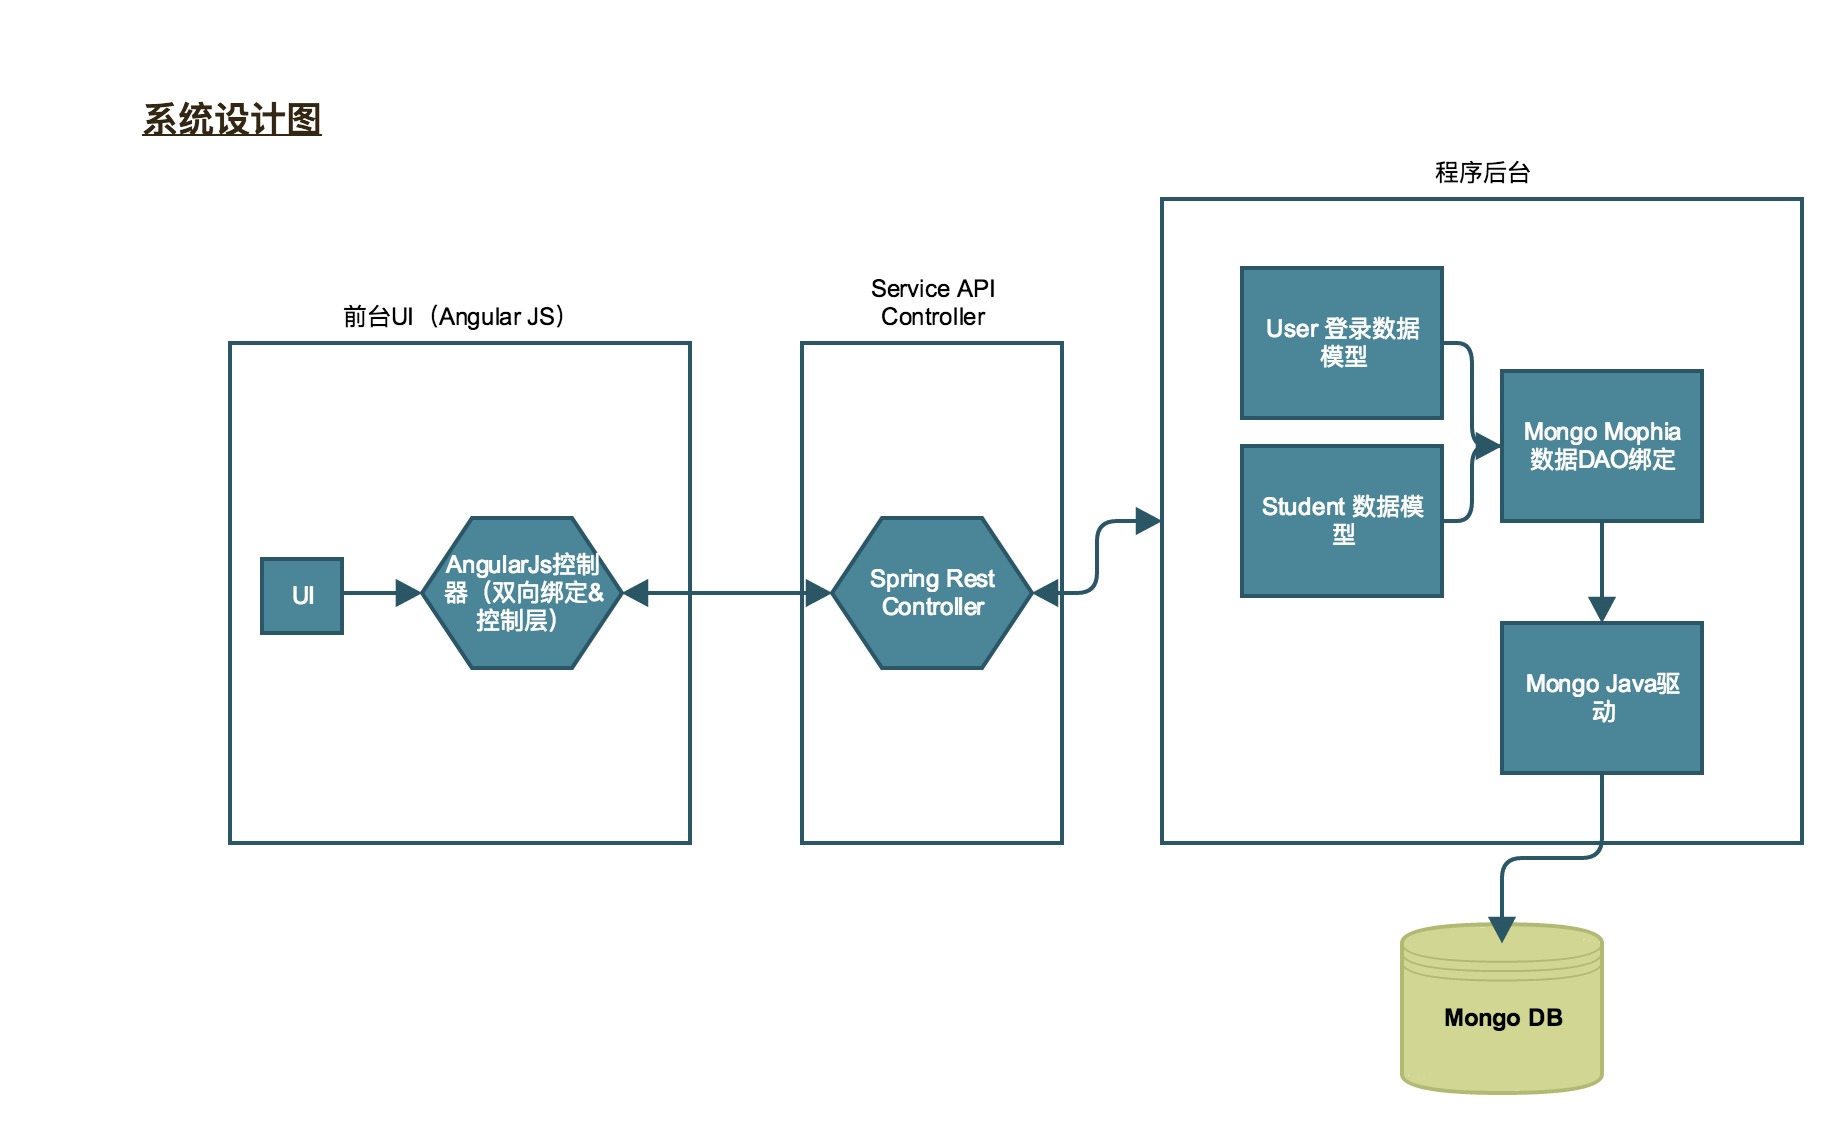 系统设计图
程序后台
Service API
Controller
前台UI（Angular JS）
User 登录数据
模型
Mongo Mophia
数据DAO绑定
Student 数据模
型
AngularJs控制
器（双向绑定&
控制层）
UI
Spring Rest
Controller
Mongo Java驱
动
Mongo DB